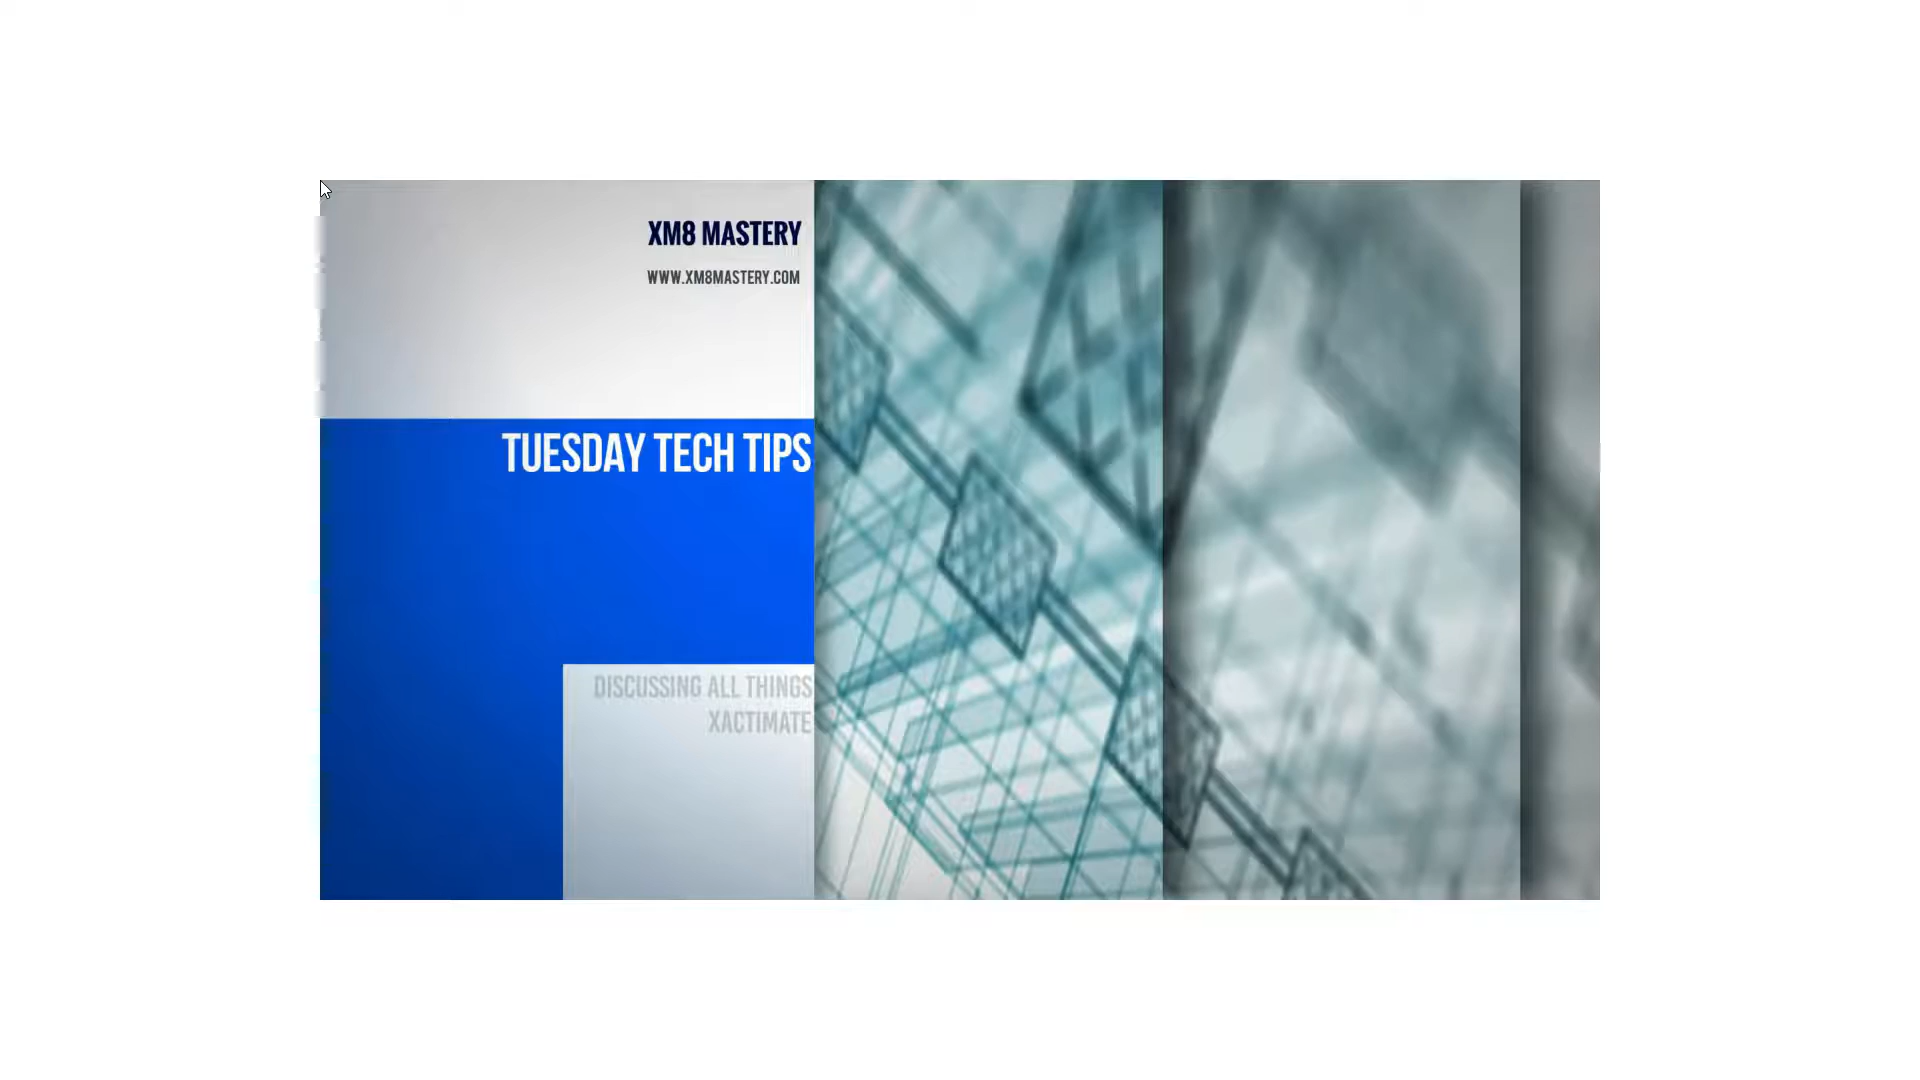 XM8 MASTERY
WWW.XM8MASTERY.COM
TUESDAY TECH TIPS
DISCUSSING ALL THINGS
XACTIMATE